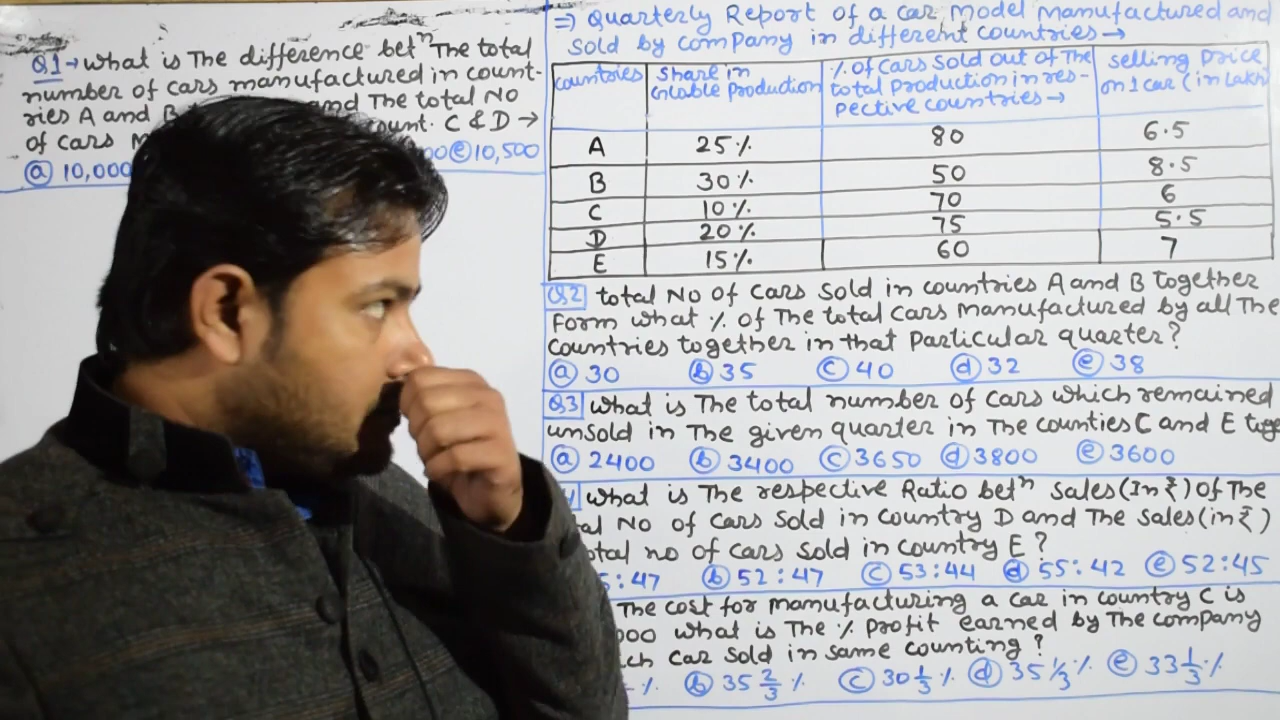 Q1 → what is The difference betⁿ The total
number of cars manufactured in count-
ries A and B and The total No
of cars count. C & D →
ⓐ 10,000 ⓔ 10,500
⇒ Quarterly Report of a car model manufactured and
sold by company in different countries →
countries share in % of cars sold out of The selling price
Glable production total production in res- on 1 car (in Lakh)
pective countries →
A 25% 80 6.5
B 30% 50 8.5
C 10% 70 6
D 20% 75 5.5
E 15% 60 7
Q2 total No of cars sold in countries A and B together
Form what % of The total cars manufactured by all The
countries together in that particular quarter?
ⓐ 30 ⓑ 35 ⓒ 40 ⓓ 32 ⓔ 38
Q3 what is The total number of cars which remained
unsold in The given quarter in The counties C and E
ⓐ 2400 ⓑ 3400 ⓒ 3650 ⓓ 3800 ⓔ 3600
what is The respective Ratio betⁿ sales (In ₹) of The
No of cars sold in country D and The sales (in ₹)
no of cars sold in country E?
:47 ⓑ 52:47 ⓒ 53:44 ⓓ 55:42 ⓔ 52:45
The cost for manufacturing a car in country C is
what is The % profit earned by The company
car sold in same counting?
% ⓑ 35 2/3 % ⓒ 30 1/3 % ⓓ 35 1/3 % ⓔ 33 1/3 %